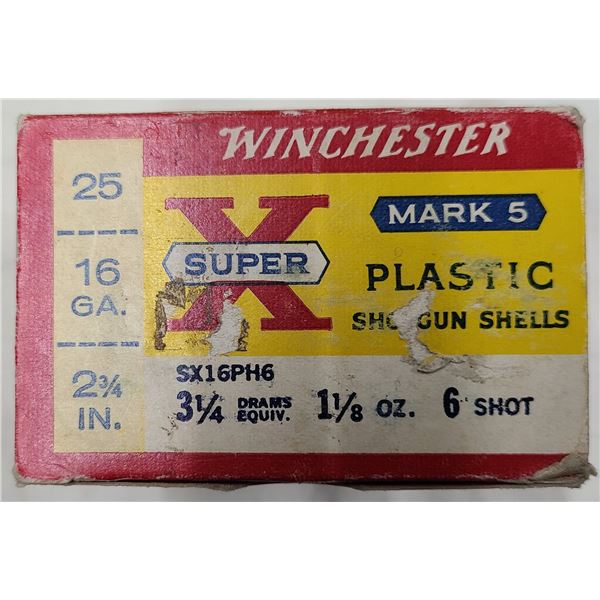 WINCHESTER
25
16
GA.
2¾
IN.
SUPER
X
MARK 5
PLASTIC
SHOTGUN SHELLS
SX16PH6
3¼ DRAMS EQUIV. 1⅛ OZ. 6 SHOT